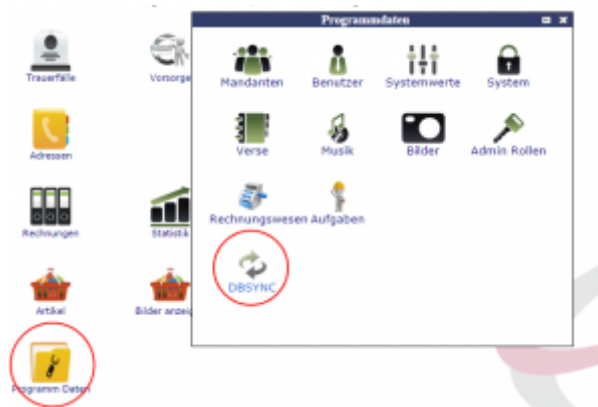 Programmdaten
Trauerfälle
Vorsorge
Mandanten
Benutzer
Systemwerte
System
Adressen
Verse
Musik
Bilder
Admin Rollen
Rechnungen
Statistik
Rechnungswesen
Aufgaben
Artikel
Bilder anzeig
DBSYNC
Programm Daten